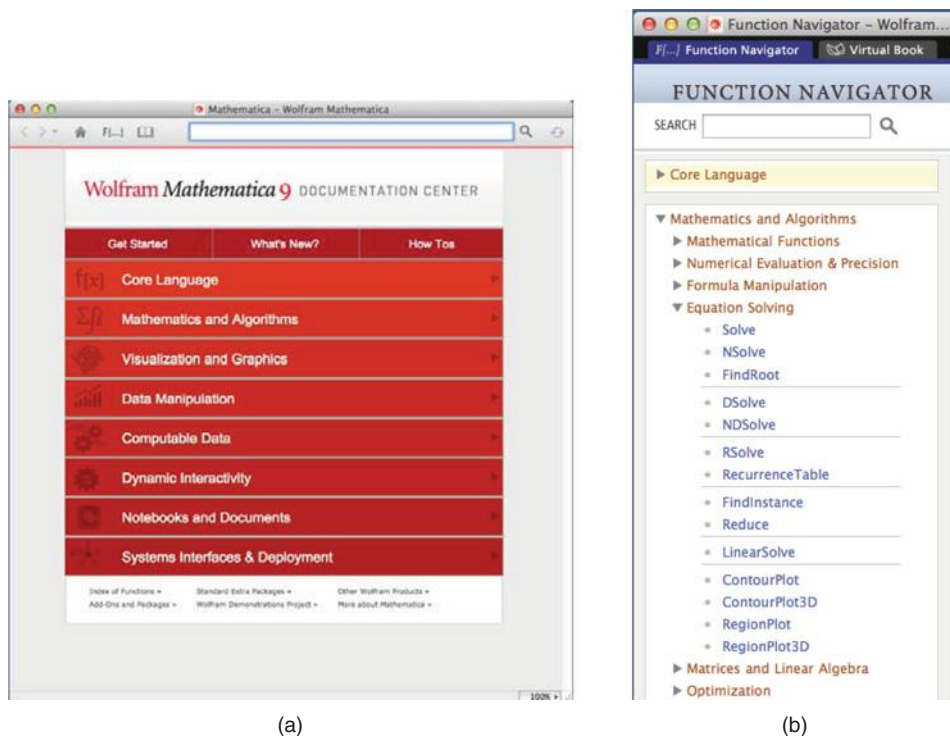 Mathematica – Wolfram Mathematica
F[...]
Wolfram Mathematica 9 DOCUMENTATION CENTER
Get Started What's New? How Tos
f[x] Core Language
Σ∫ Mathematics and Algorithms
Visualization and Graphics
Data Manipulation
Computable Data
Dynamic Interactivity
Notebooks and Documents
Systems Interfaces & Deployment
Index of Functions » Standard Extra Packages » Other Wolfram Products »
Add-Ons and Packages » Wolfram Demonstrations Project » More about Mathematica »
100%
(a)
Function Navigator – Wolfram...
F[...] Function Navigator Virtual Book
FUNCTION NAVIGATOR
SEARCH
Core Language
Mathematics and Algorithms
Mathematical Functions
Numerical Evaluation & Precision
Formula Manipulation
Equation Solving
Solve
NSolve
FindRoot
DSolve
NDSolve
RSolve
RecurrenceTable
FindInstance
Reduce
LinearSolve
ContourPlot
ContourPlot3D
RegionPlot
RegionPlot3D
Matrices and Linear Algebra
Optimization
(b)